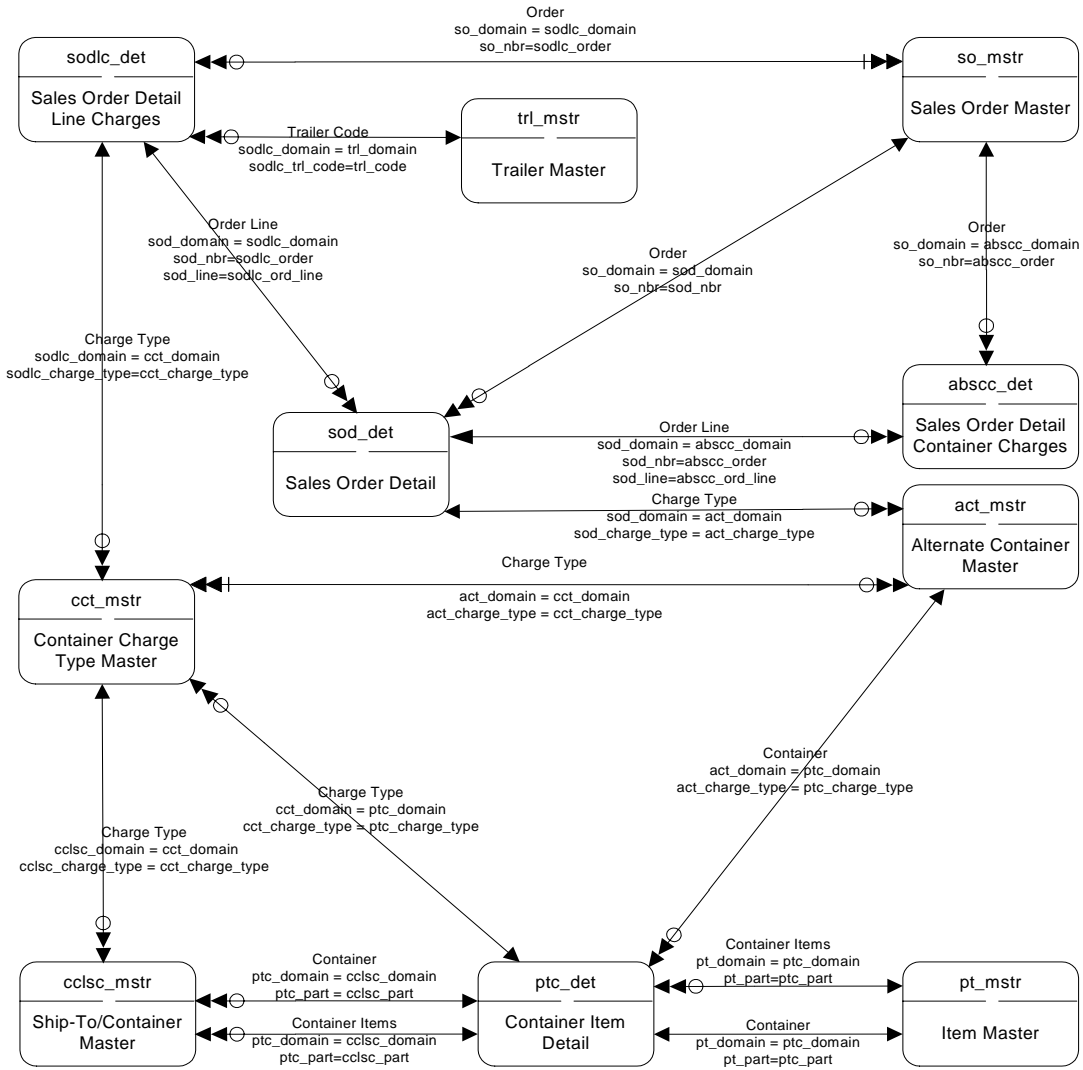 Order
so_domain = sodlc_domain
so_nbr=sodlc_order
sodlc_det
Sales Order Detail
Line Charges
so_mstr
Sales Order Master
trl_mstr
Trailer Master
Trailer Code
sodlc_domain = trl_domain
sodlc_trl_code=trl_code
Order Line
sod_domain = sodlc_domain
sod_nbr=sodlc_order
sod_line=sodlc_ord_line
Order
so_domain = sod_domain
so_nbr=sod_nbr
Order
so_domain = abscc_domain
so_nbr=abscc_order
Charge Type
sodlc_domain = cct_domain
sodlc_charge_type=cct_charge_type
sod_det
Sales Order Detail
abscc_det
Sales Order Detail
Container Charges
Order Line
sod_domain = abscc_domain
sod_nbr=abscc_order
sod_line=abscc_ord_line
Charge Type
sod_domain = act_domain
sod_charge_type = act_charge_type
act_mstr
Alternate Container
Master
Charge Type
act_domain = cct_domain
act_charge_type = cct_charge_type
cct_mstr
Container Charge
Type Master
Container
act_domain = ptc_domain
act_charge_type = ptc_charge_type
Charge Type
cct_domain = ptc_domain
cct_charge_type = ptc_charge_type
Charge Type
cclsc_domain = cct_domain
cclsc_charge_type = cct_charge_type
cclsc_mstr
Ship-To/Container
Master
Container
ptc_domain = cclsc_domain
ptc_part = cclsc_part
Container Items
ptc_domain = cclsc_domain
ptc_part=cclsc_part
ptc_det
Container Item
Detail
Container Items
pt_domain = ptc_domain
pt_part=ptc_part
Container
pt_domain = ptc_domain
pt_part=ptc_part
pt_mstr
Item Master